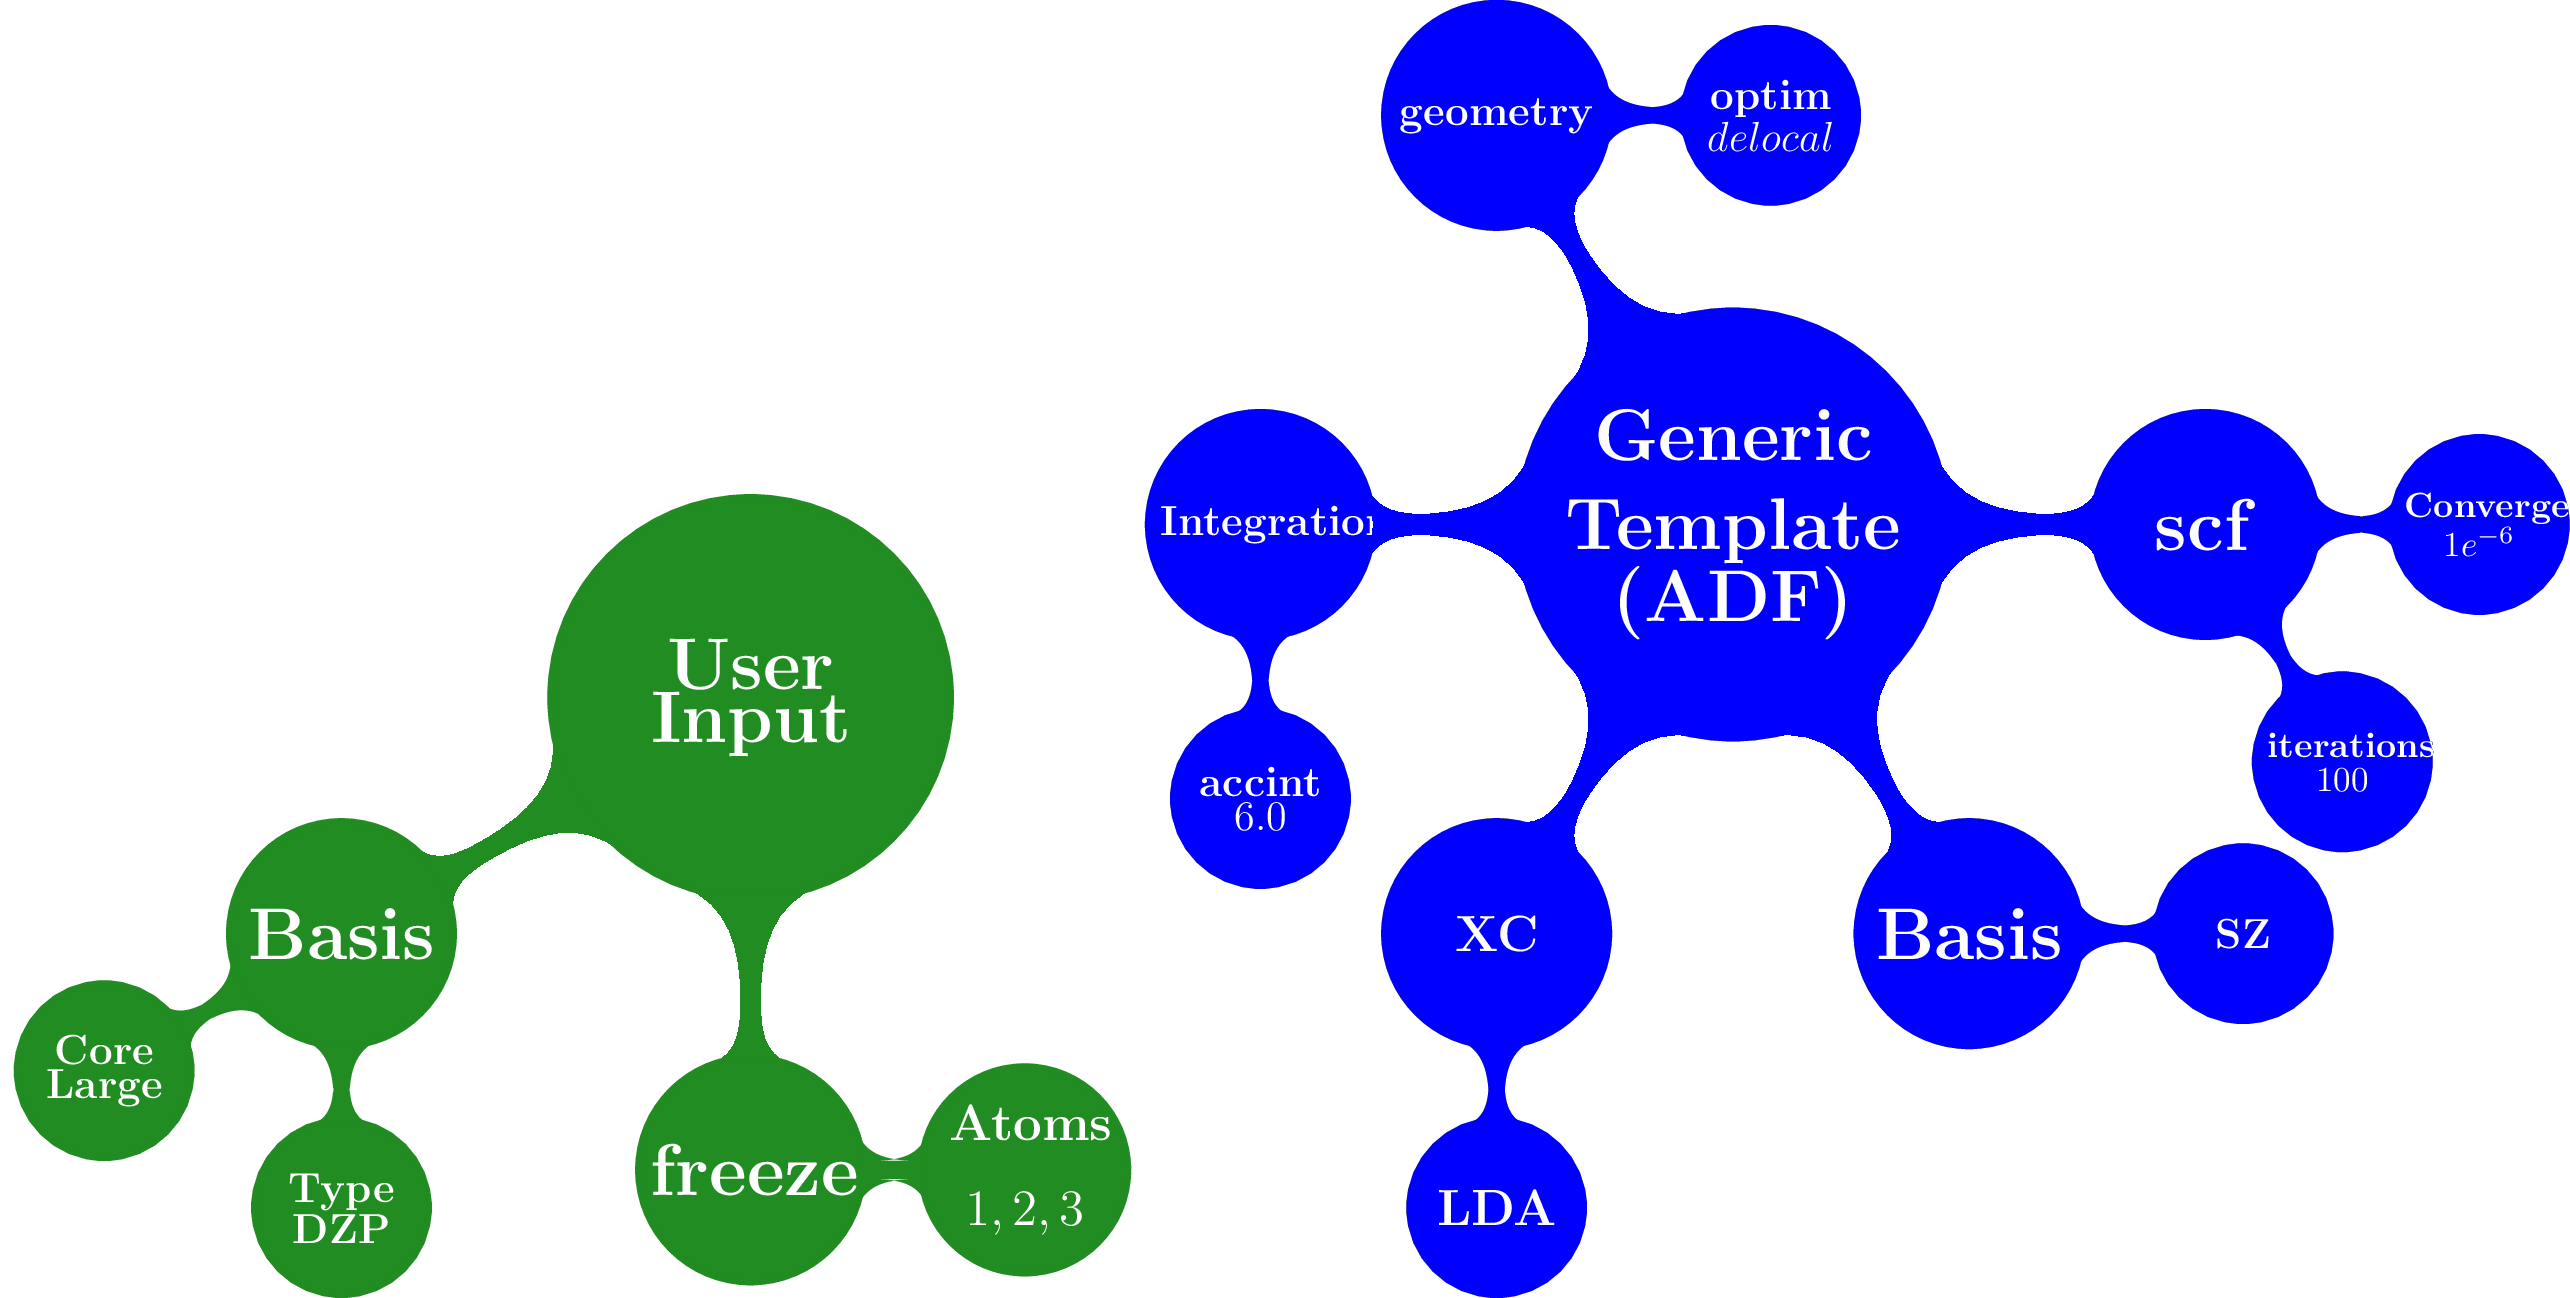 User
Input
Basis
Core
Large
Type
DZP
freeze
Atoms
1, 2, 3
Generic
Template
(ADF)
geometry
optim
delocal
Integration
accint
6.0
XC
LDA
Basis
SZ
scf
Converge
1e⁻⁶
iterations
100